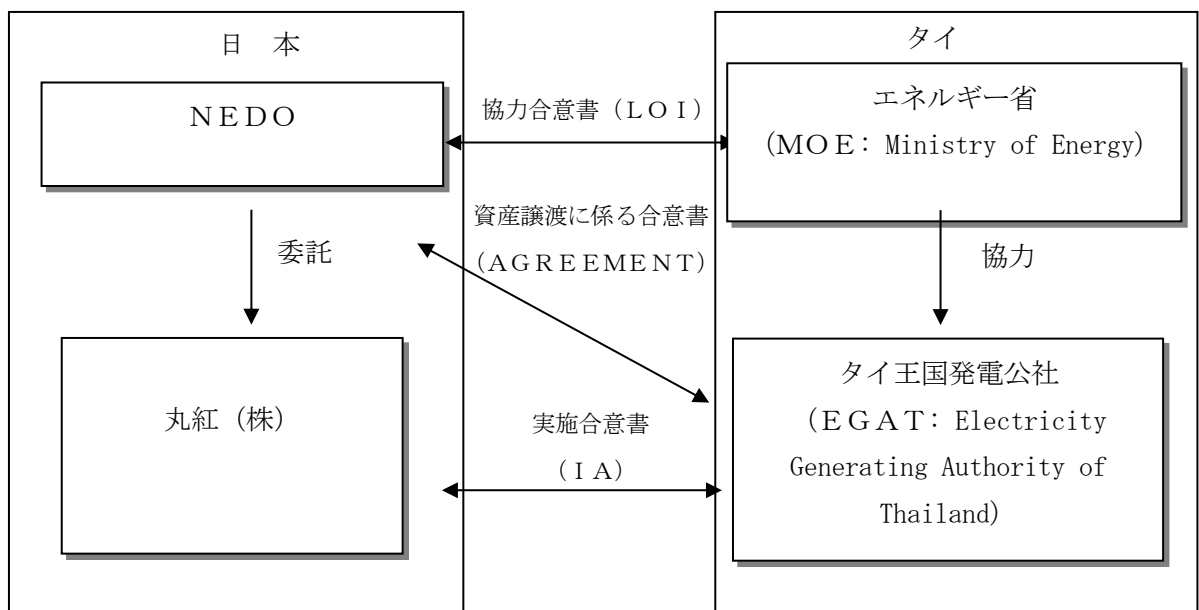 日　本
ＮＥＤＯ
委託
丸紅（株）
協力合意書（ＬＯＩ）
資産譲渡に係る合意書
（ＡＧＲＥＥＭＥＮＴ）
実施合意書
（ＩＡ）
タイ
エネルギー省
（ＭＯＥ：Ministry of Energy）
協力
タイ王国発電公社
（ＥＧＡＴ：Electricity
Generating Authority of
Thailand）